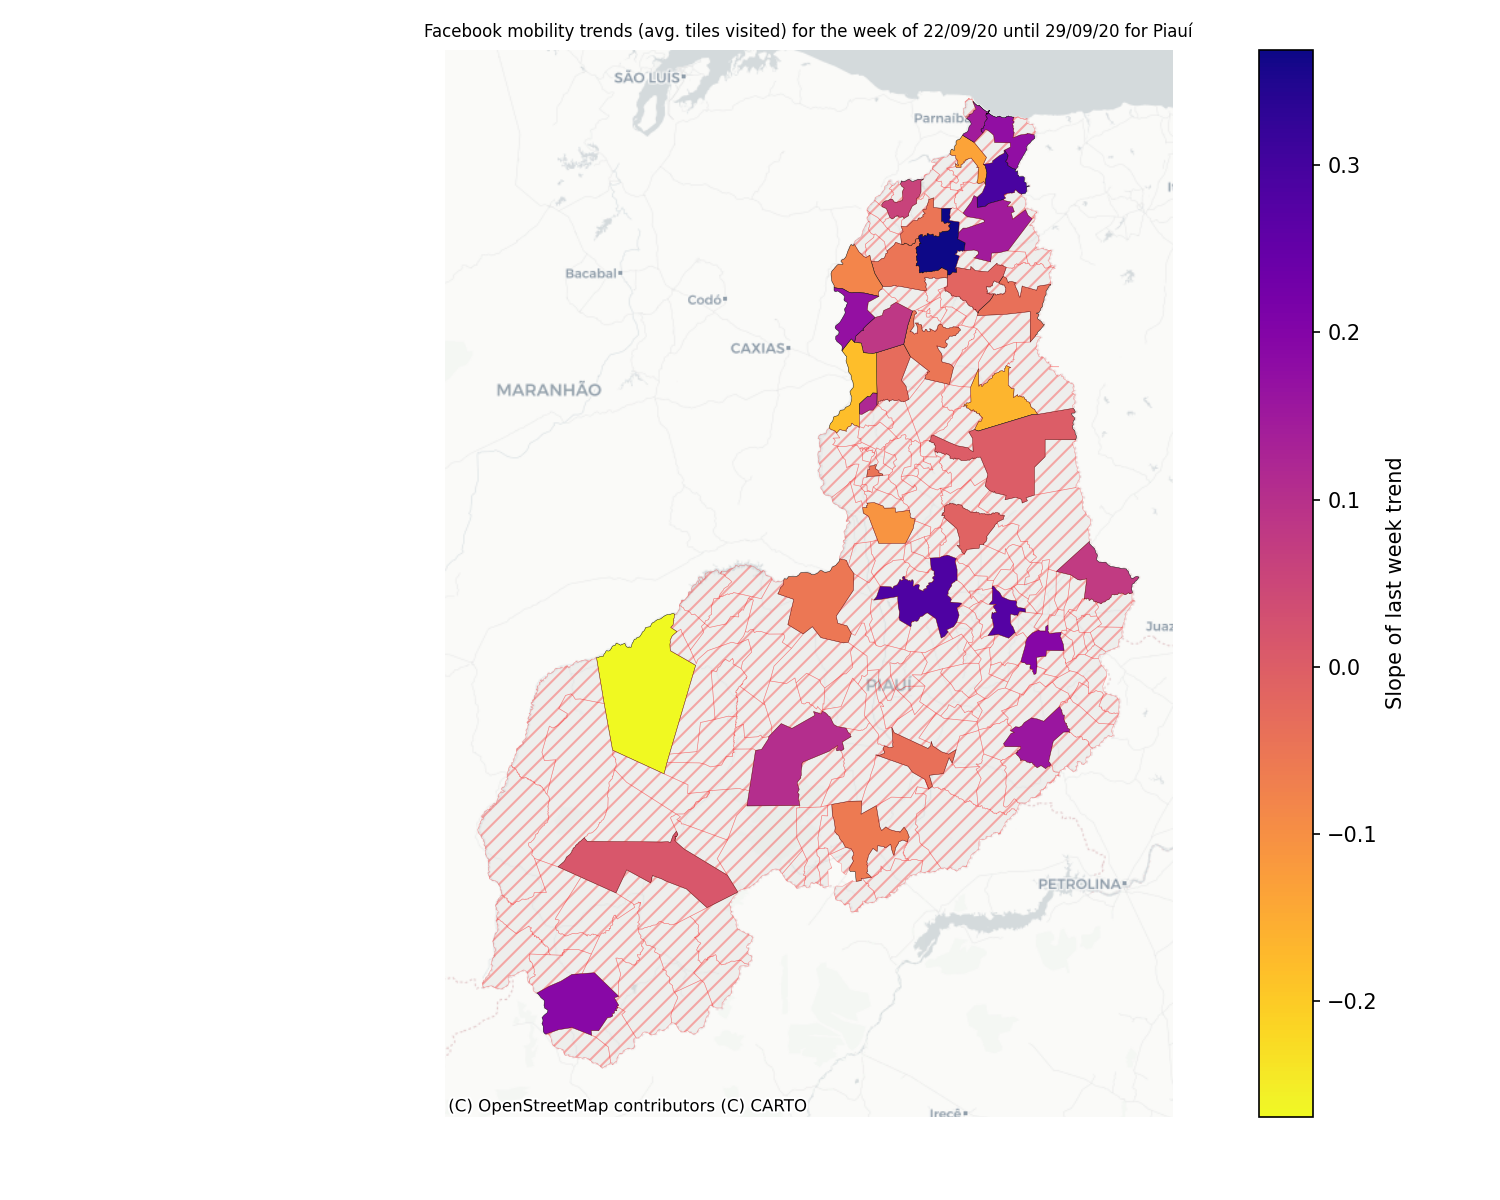 Facebook mobility trends (avg. tiles visited) for the week of 22/09/20 until 29/09/20 for Piauí
SÃO LUÍS
Parnaíba
Bacabal
Codó
CAXIAS
MARANHÃO
Juaz
PIAUÍ
PETROLINA
Irecê
(C) OpenStreetMap contributors (C) CARTO
0.3
0.2
0.1
0.0
−0.1
−0.2
Slope of last week trend